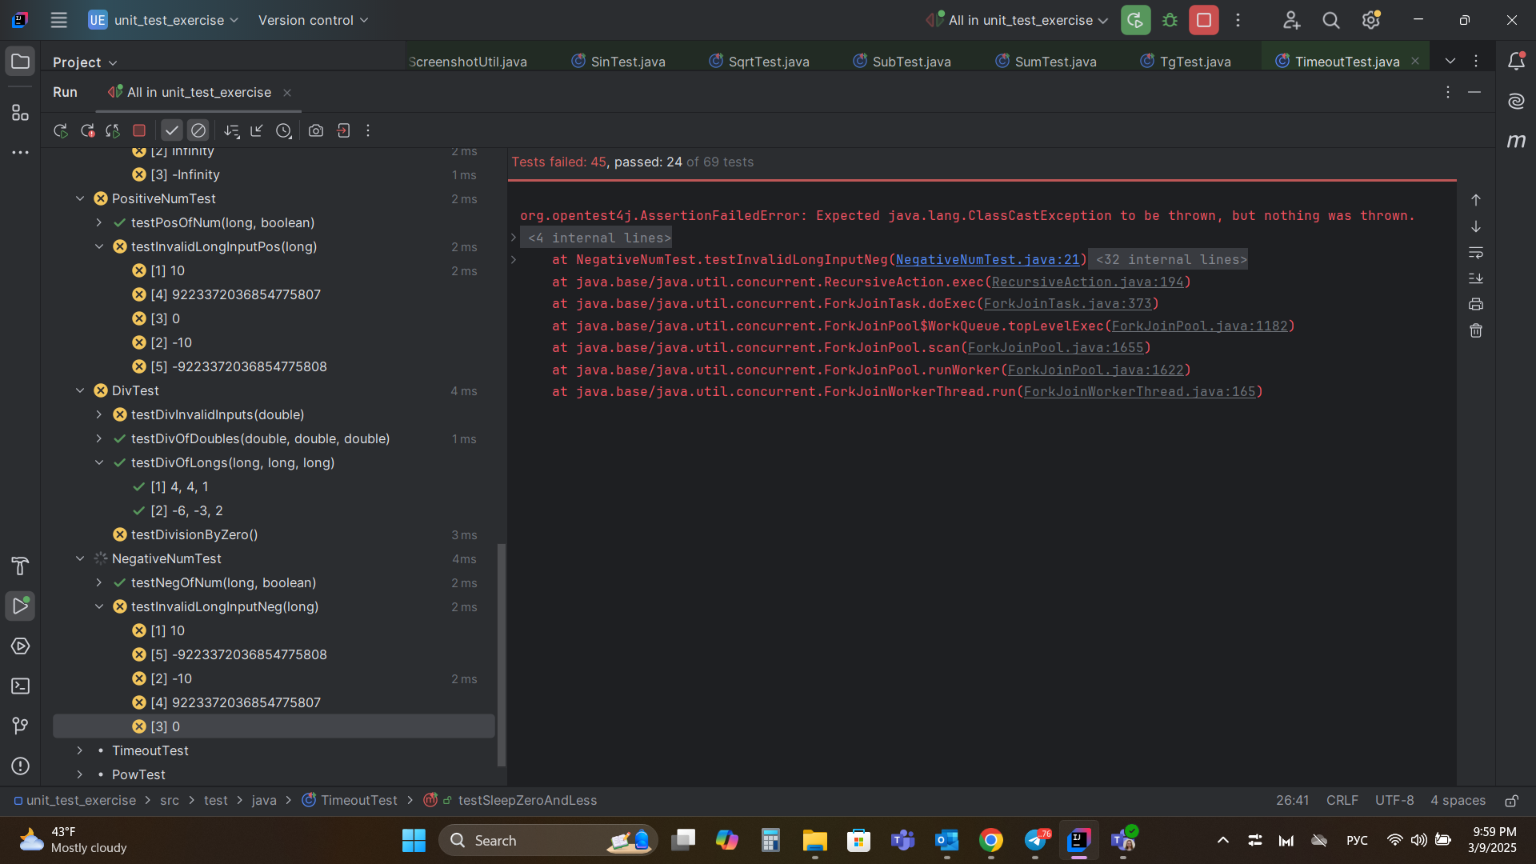 UE unit_test_exercise Version control All in unit_test_exercise
Project ScreenshotUtil.java SinTest.java SqrtTest.java SubTest.java SumTest.java TgTest.java TimeoutTest.java
Run All in unit_test_exercise
[2] Infinity 2 ms
[3] -Infinity 1 ms
PositiveNumTest 2 ms
testPosOfNum(long, boolean)
testInvalidLongInputPos(long) 2 ms
[1] 10 2 ms
[4] 9223372036854775807
[3] 0
[2] -10
[5] -9223372036854775808
DivTest 4 ms
testDivInvalidInputs(double)
testDivOfDoubles(double, double, double) 1 ms
testDivOfLongs(long, long, long)
[1] 4, 4, 1
[2] -6, -3, 2
testDivisionByZero() 3 ms
NegativeNumTest 4ms
testNegOfNum(long, boolean) 2 ms
testInvalidLongInputNeg(long) 2 ms
[1] 10
[5] -9223372036854775808
[2] -10 2 ms
[4] 9223372036854775807
[3] 0
TimeoutTest
PowTest
Tests failed: 45, passed: 24 of 69 tests
org.opentest4j.AssertionFailedError: Expected java.lang.ClassCastException to be thrown, but nothing was thrown.
<4 internal lines>
at NegativeNumTest.testInvalidLongInputNeg(NegativeNumTest.java:21) <32 internal lines>
at java.base/java.util.concurrent.RecursiveAction.exec(RecursiveAction.java:194)
at java.base/java.util.concurrent.ForkJoinTask.doExec(ForkJoinTask.java:373)
at java.base/java.util.concurrent.ForkJoinPool$WorkQueue.topLevelExec(ForkJoinPool.java:1182)
at java.base/java.util.concurrent.ForkJoinPool.scan(ForkJoinPool.java:1655)
at java.base/java.util.concurrent.ForkJoinPool.runWorker(ForkJoinPool.java:1622)
at java.base/java.util.concurrent.ForkJoinWorkerThread.run(ForkJoinWorkerThread.java:165)
m
unit_test_exercise > src > test > java > TimeoutTest > testSleepZeroAndLess 26:41 CRLF UTF-8 4 spaces
43°F
Mostly cloudy
Search
76
РУС
9:59 PM
3/9/2025